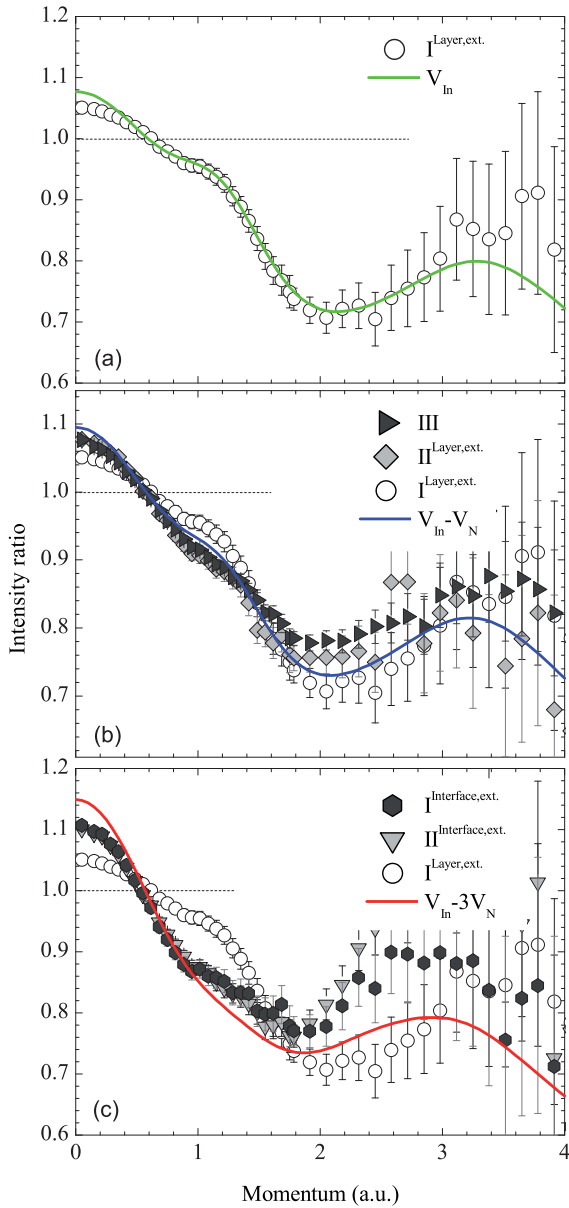 1.2
1.1
1.0
0.9
0.8
0.7
0.6
I^Layer,ext.
V_In
(a)
1.1
1.0
0.9
0.8
0.7
III
II^Layer,ext.
I^Layer,ext.
V_In-V_N
(b)
Intensity ratio
1.2
1.1
1.0
0.9
0.8
0.7
0.6
I^Interface,ext.
II^Interface,ext.
I^Layer,ext.
V_In-3V_N
(c)
0 1 2 3 4
Momentum (a.u.)